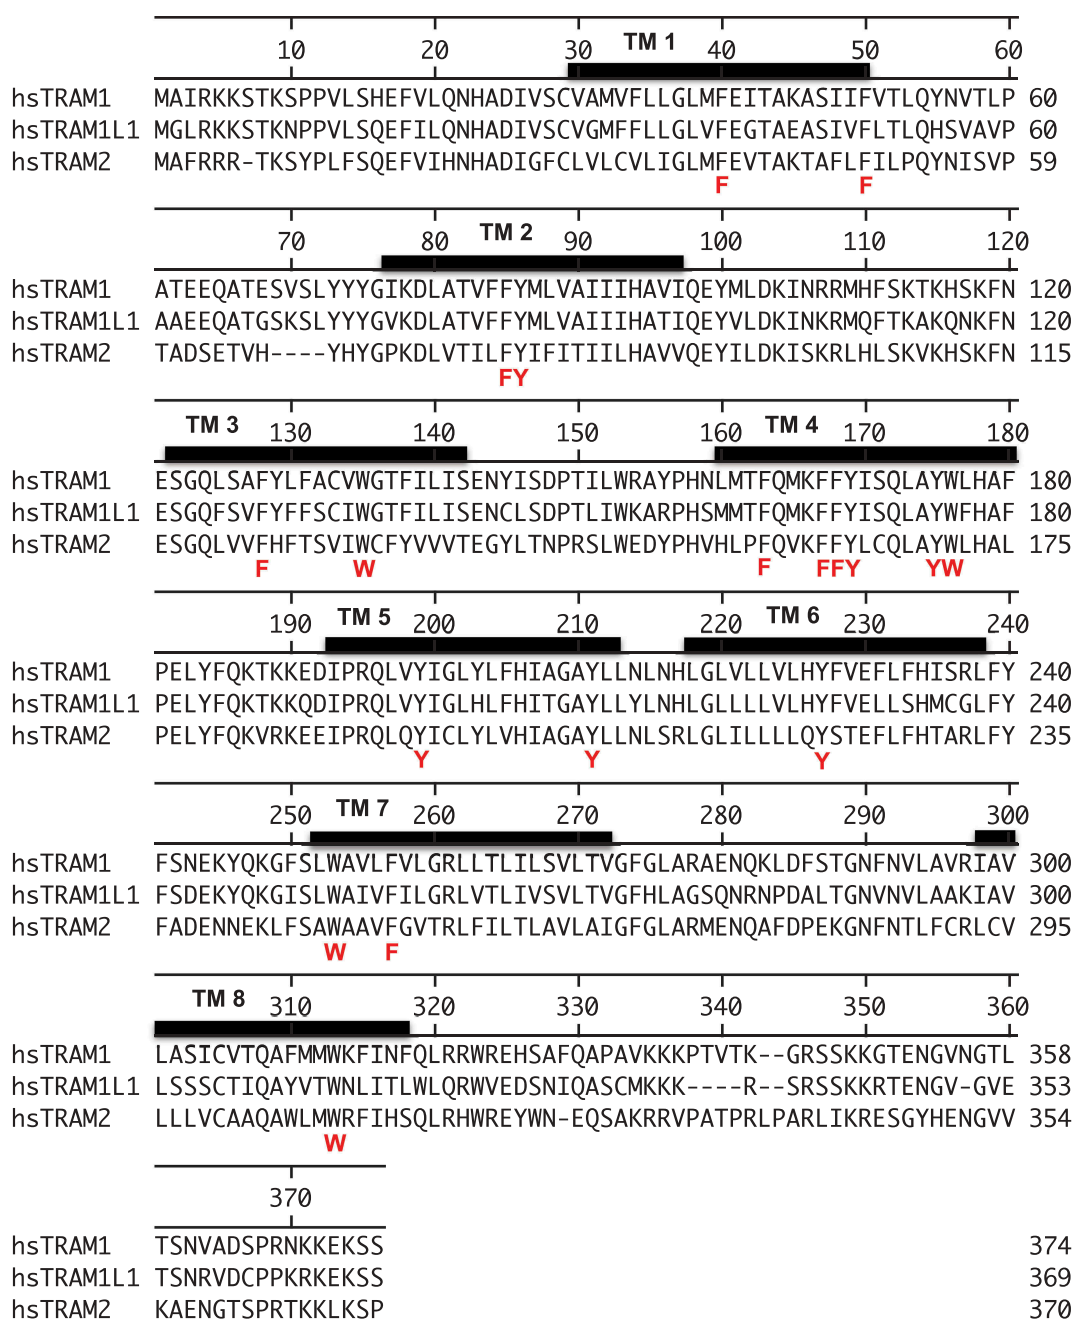 10 20 30 TM 1 40 50 60
hsTRAM1 MAIRKKSTKSPPVLSHEFVLQNHADIVSCVAMVFLLGLMFEITAKASIIFVTLQYNVTLP 60
hsTRAM1L1 MGLRKKSTKNPPVLSQEFILQNHADIVSCVGMFFLLGLVFEGTAEASIVFLTLQHSVAVP 60
hsTRAM2 MAFRRR-TKSYPLFSQEFVIHNHADIGFCLVLCVLIGLMFEVTAKTAFLFILPQYNISVP 59
F F
70 80 TM 2 90 100 110 120
hsTRAM1 ATEEQATESVSLYYYGIKDLATVFFYMLVAIIIHAVIQEYMLDKINRRMHFSKTKHSKFN 120
hsTRAM1L1 AAEEQATGSKSLYYYGVKDLATVFFYMLVAIIIHATIQEYVLDKINKRMQFTKAKQNKFN 120
hsTRAM2 TADSETVH----YHYGPKDLVTILFYIFITIILHAVVQEYILDKISKRLHLSKVKHSKFN 115
FY
TM 3 130 140 150 160 TM 4 170 180
hsTRAM1 ESGQLSAFYLFACVWGTFILISENYISDPTILWRAYPHNLMTFQMKFFYISQLAYWLHAF 180
hsTRAM1L1 ESGQFSVFYFFSCIWGTFILISENCLSDPTLIWKARPHSMMTFQMKFFYISQLAYWFHAF 180
hsTRAM2 ESGQLVVFHFTSVIWCFYVVVTEGYLTNPRSLWEDYPHVHLPFQVKFFYLCQLAYWLHAL 175
F W F FFY YW
190 TM 5 200 210 220 TM 6 230 240
hsTRAM1 PELYFQKTKKEDIPRQLVYIGLYLFHIAGAYLLNLNHLGLVLLVLHYFVEFLFHISRLFY 240
hsTRAM1L1 PELYFQKTKKQDIPRQLVYIGLHLFHITGAYLLYLNHLGLLLLVLHYFVELLSHMCGLFY 240
hsTRAM2 PELYFQKVRKEEIPRQLQYICLYLVHIAGAYLLNLSRLGLILLLLQYSTEFLFHTARLFY 235
Y Y Y
250 TM 7 260 270 280 290 300
hsTRAM1 FSNEKYQKGFSLWAVLFVLGRLLTLILSVLTVGFGLARAENQKLDFSTGNFNVLAVRIAV 300
hsTRAM1L1 FSDEKYQKGISLWAIVFILGRLVTLIVSVLTVGFHLAGSQNRNPDALTGNVNVLAAKIAV 300
hsTRAM2 FADENNEKLFSAWAAVFGVTRLFILTLAVLAIGFGLARMENQAFDPEKGNFNTLFCRLCV 295
W F
TM 8 310 320 330 340 350 360
hsTRAM1 LASICVTQAFMMWKFINFQLRRWREHSAFQAPAVKKKPTVTK--GRSSKKGTENGVNGTL 358
hsTRAM1L1 LSSSCTIQAYVTWNLITLWLQRWVEDSNIQASCMKKK----R--SRSSKKRTENGV-GVE 353
hsTRAM2 LLLVCAAQAWLMWRFIHSQLRHWREYWN-EQSAKRRVPATPRLPARLIKRESGYHENGVV 354
W
370
hsTRAM1 TSNVADSPRNKKEKSS 374
hsTRAM1L1 TSNRVDCPPKRKEKSS 369
hsTRAM2 KAENGTSPRTKKLKSP 370